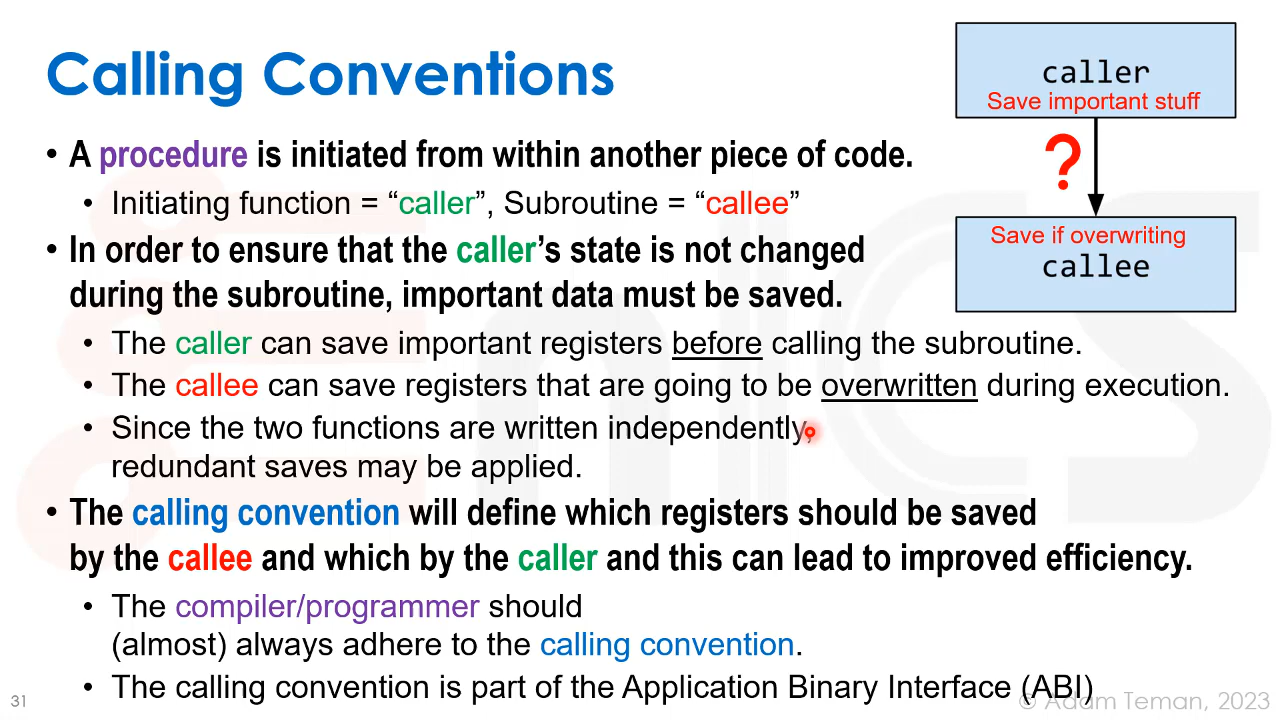 Calling Conventions
caller
Save important stuff
?
Save if overwriting
callee
• A procedure is initiated from within another piece of code.
• Initiating function = “caller”, Subroutine = “callee”
• In order to ensure that the caller’s state is not changed
during the subroutine, important data must be saved.
• The caller can save important registers before calling the subroutine.
• The callee can save registers that are going to be overwritten during execution.
• Since the two functions are written independently,
redundant saves may be applied.
• The calling convention will define which registers should be saved
by the callee and which by the caller and this can lead to improved efficiency.
• The compiler/programmer should
(almost) always adhere to the calling convention.
• The calling convention is part of the Application Binary Interface (ABI)
31
© Adam Teman, 2023